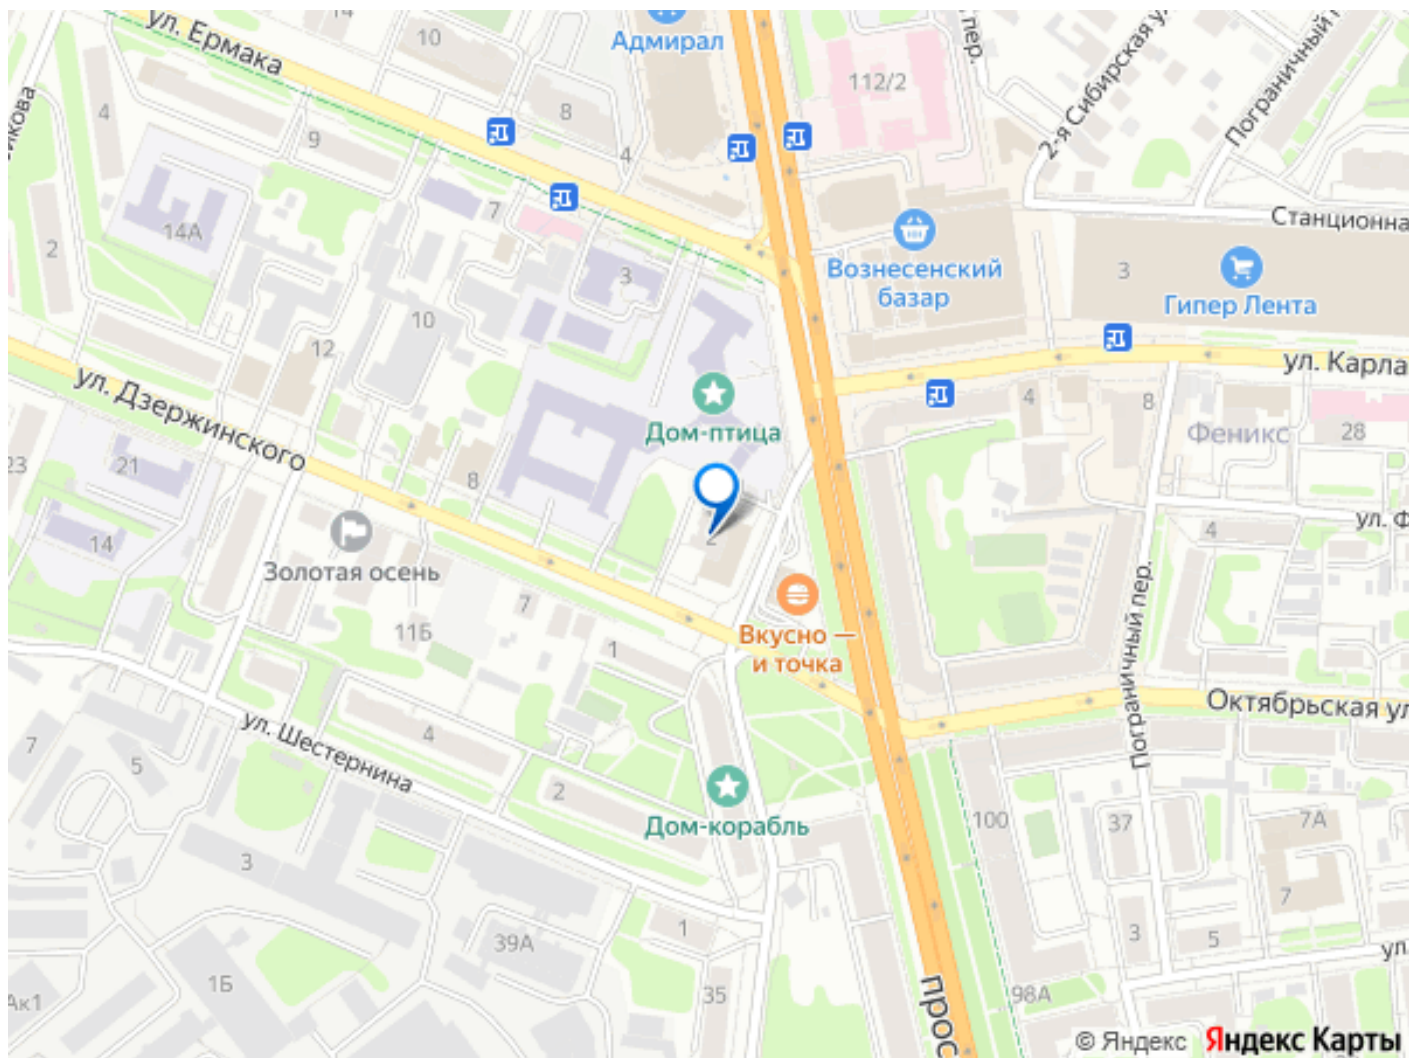 ул. Ермака
10
Адмирал
пер.
112/2
2-я Сибирская у
Пограничный
4
8
9
4
14А
7
2
3
10
12
Вознесенский
базар
3
Гипер Лента
Станционна
ул. Карла
ул. Дзержинского
Дом-птица
4
8
Феникс
28
23
21
8
14
Золотая осень
2
4
ул. Ф
7
11Б
Вкусно —
и точка
1
Пограничный пер.
Октябрьская ул
ул. Шестернина
7
5
4
2
Дом-корабль
100
37
7А
3
7
39А
1
3
5
ул.
1Б
35
98А
Ак1
прос
© Яндекс Яндекс Карты